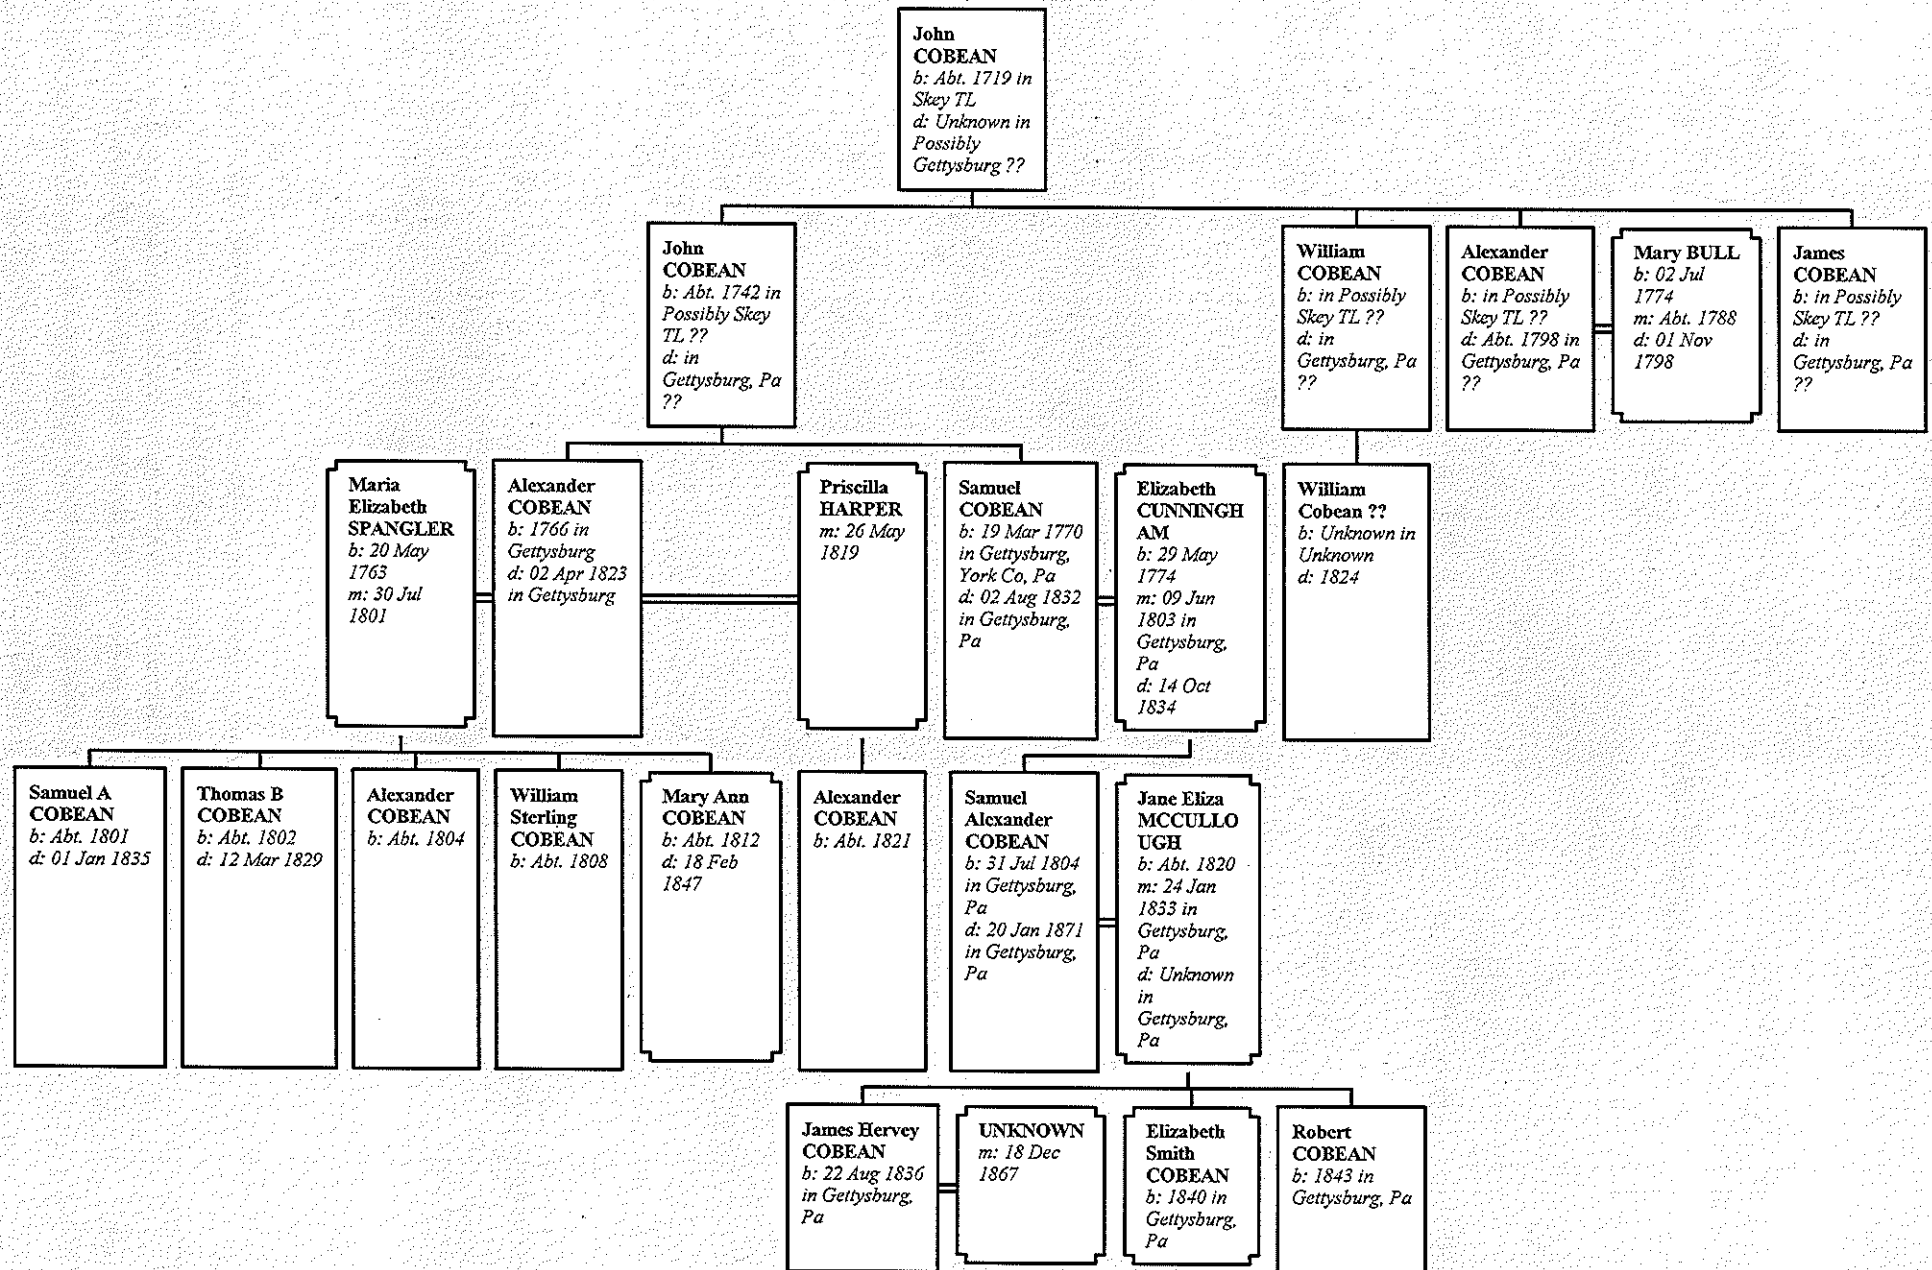 John
COBEAN
b: Abt. 1719 in
Skey TL
d: Unknown in
Possibly
Gettysburg ??
John
COBEAN
b: Abt. 1742 in
Possibly Skey
TL ??
d: in
Gettysburg, Pa
??
William
COBEAN
b: in Possibly
Skey TL ??
d: in
Gettysburg, Pa
??
Alexander
COBEAN
b: in Possibly
Skey TL ??
d: Abt. 1798 in
Gettysburg, Pa
??
Mary BULL
b: 02 Jul
1774
m: Abt. 1788
d: 01 Nov
1798
James
COBEAN
b: in Possibly
Skey TL ??
d: in
Gettysburg, Pa
??
Maria
Elizabeth
SPANGLER
b: 20 May
1763
m: 30 Jul
1801
Alexander
COBEAN
b: 1766 in
Gettysburg
d: 02 Apr 1823
in Gettysburg
Priscilla
HARPER
m: 26 May
1819
Samuel
COBEAN
b: 19 Mar 1770
in Gettysburg,
York Co, Pa
d: 02 Aug 1832
in Gettysburg,
Pa
Elizabeth
CUNNINGH
AM
b: 29 May
1774
m: 09 Jun
1803 in
Gettysburg,
Pa
d: 14 Oct
1834
William
Cobean ??
b: Unknown in
Unknown
d: 1824
Samuel A
COBEAN
b: Abt. 1801
d: 01 Jan 1835
Thomas B
COBEAN
b: Abt. 1802
d: 12 Mar 1829
Alexander
COBEAN
b: Abt. 1804
William
Sterling
COBEAN
b: Abt. 1808
Mary Ann
COBEAN
b: Abt. 1812
d: 18 Feb
1847
Alexander
COBEAN
b: Abt. 1821
Samuel
Alexander
COBEAN
b: 31 Jul 1804
in Gettysburg,
Pa
d: 20 Jan 1871
in Gettysburg,
Pa
Jane Eliza
MCCULLO
UGH
b: Abt. 1820
m: 24 Jan
1833 in
Gettysburg,
Pa
d: Unknown
in
Gettysburg,
Pa
James Hervey
COBEAN
b: 22 Aug 1836
in Gettysburg,
Pa
UNKNOWN
m: 18 Dec
1867
Elizabeth
Smith
COBEAN
b: 1840 in
Gettysburg,
Pa
Robert
COBEAN
b: 1843 in
Gettysburg, Pa